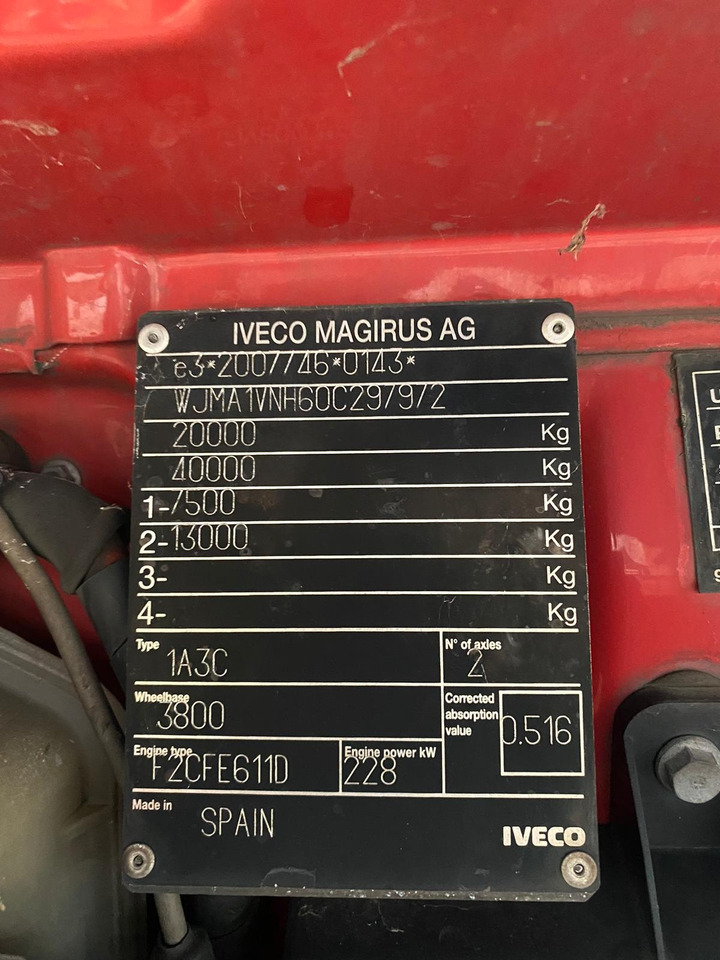 IVECO MAGIRUS AG
e3*2007/46*0143*
WJMA1VNH60C297972
20000 Kg
40000 Kg
1-7500 Kg
2-13000 Kg
3- Kg
4- Kg
Type 1A3C N° of axles 2
Wheelbase 3800 Corrected absorption value 0.516
Engine type F2CFE611D Engine power kW 228
Made in SPAIN IVECO